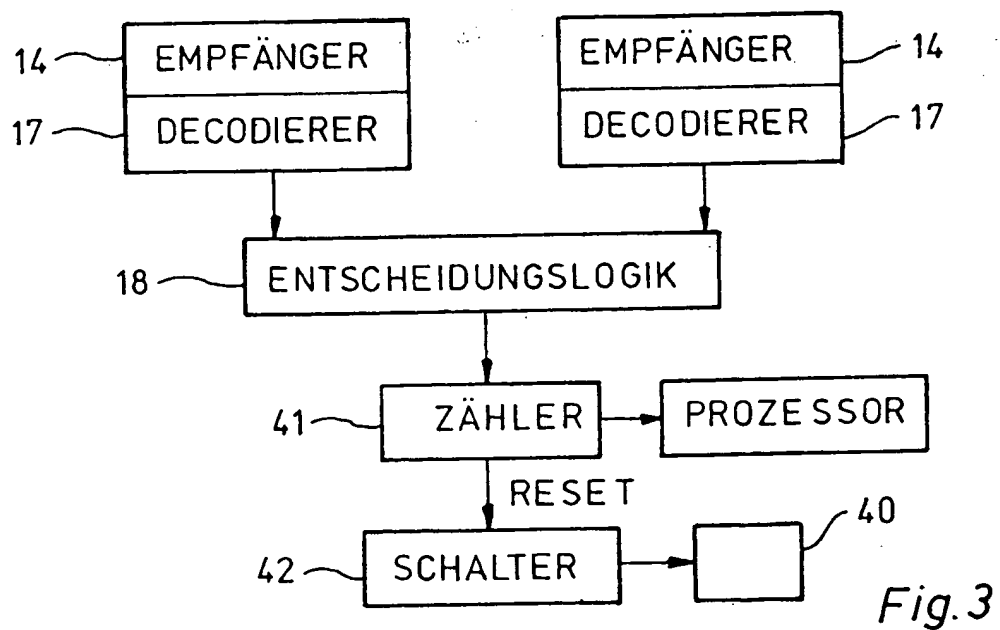 14 EMPFÄNGER EMPFÄNGER 14
17 DECODIERER DECODIERER 17
18 ENTSCHEIDUNGSLOGIK
41 ZÄHLER PROZESSOR
RESET
42 SCHALTER 40
Fig. 3